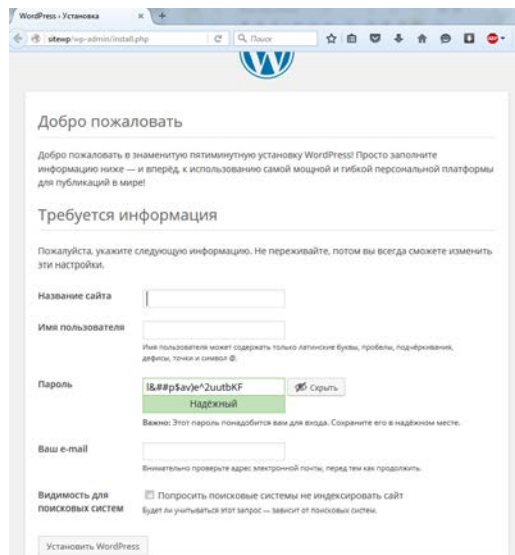 WordPress › Установка
sitewp/wp-admin/install.php
Поиск
ABP
Добро пожаловать
Добро пожаловать в знаменитую пятиминутную установку WordPress! Просто заполните
информацию ниже — и вперёд, к использованию самой мощной и гибкой персональной платформы
для публикаций в мире!
Требуется информация
Пожалуйста, укажите следующую информацию. Не переживайте, потом вы всегда сможете изменить
эти настройки.
Название сайта
Имя пользователя
Имя пользователя может содержать только латинские буквы, пробелы, подчёркивания,
дефисы, точки и символ @.
Пароль
l&##p$av)e^2uutbKF
Скрыть
Надёжный
Важно: Этот пароль понадобится вам для входа. Сохраните его в надёжном месте.
Ваш e-mail
Внимательно проверьте адрес электронной почты, перед тем как продолжить.
Видимость для
поисковых систем
Попросить поисковые системы не индексировать сайт
Будет ли учитываться этот запрос — зависит от поисковых систем.
Установить WordPress